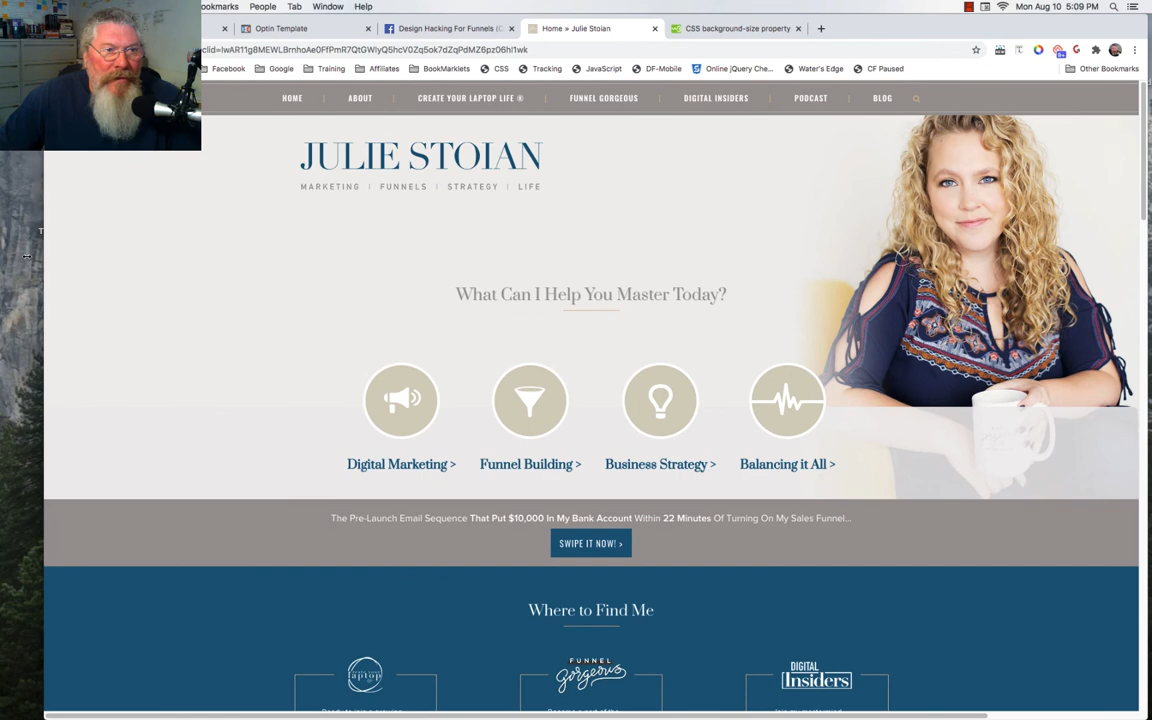 ookmarks People Tab Window Help
Mon Aug 10 5:09 PM
Optin Template
Design Hacking For Funnels (C
Home » Julie Stoian
CSS background-size property
clid=IwAR11g8MEWLBrnhoAe0FfPmR7QtGWlyQ5hcV0Zq5ok7dZqPdMZ6pz06hi1wk
Facebook Google Training Affiliates BookMarklets CSS Tracking JavaScript DF-Mobile Online jQuery Che... Water's Edge CF Paused Other Bookmarks
HOME | ABOUT | CREATE YOUR LAPTOP LIFE ® | FUNNEL GORGEOUS | DIGITAL INSIDERS | PODCAST | BLOG
JULIE STOIAN
MARKETING | FUNNELS | STRATEGY | LIFE
What Can I Help You Master Today?
Digital Marketing > Funnel Building > Business Strategy > Balancing it All >
The Pre-Launch Email Sequence That Put $10,000 In My Bank Account Within 22 Minutes Of Turning On My Sales Funnel...
SWIPE IT NOW! >
Where to Find Me
laptop
FUNNEL gorgeous
DIGITAL Insiders